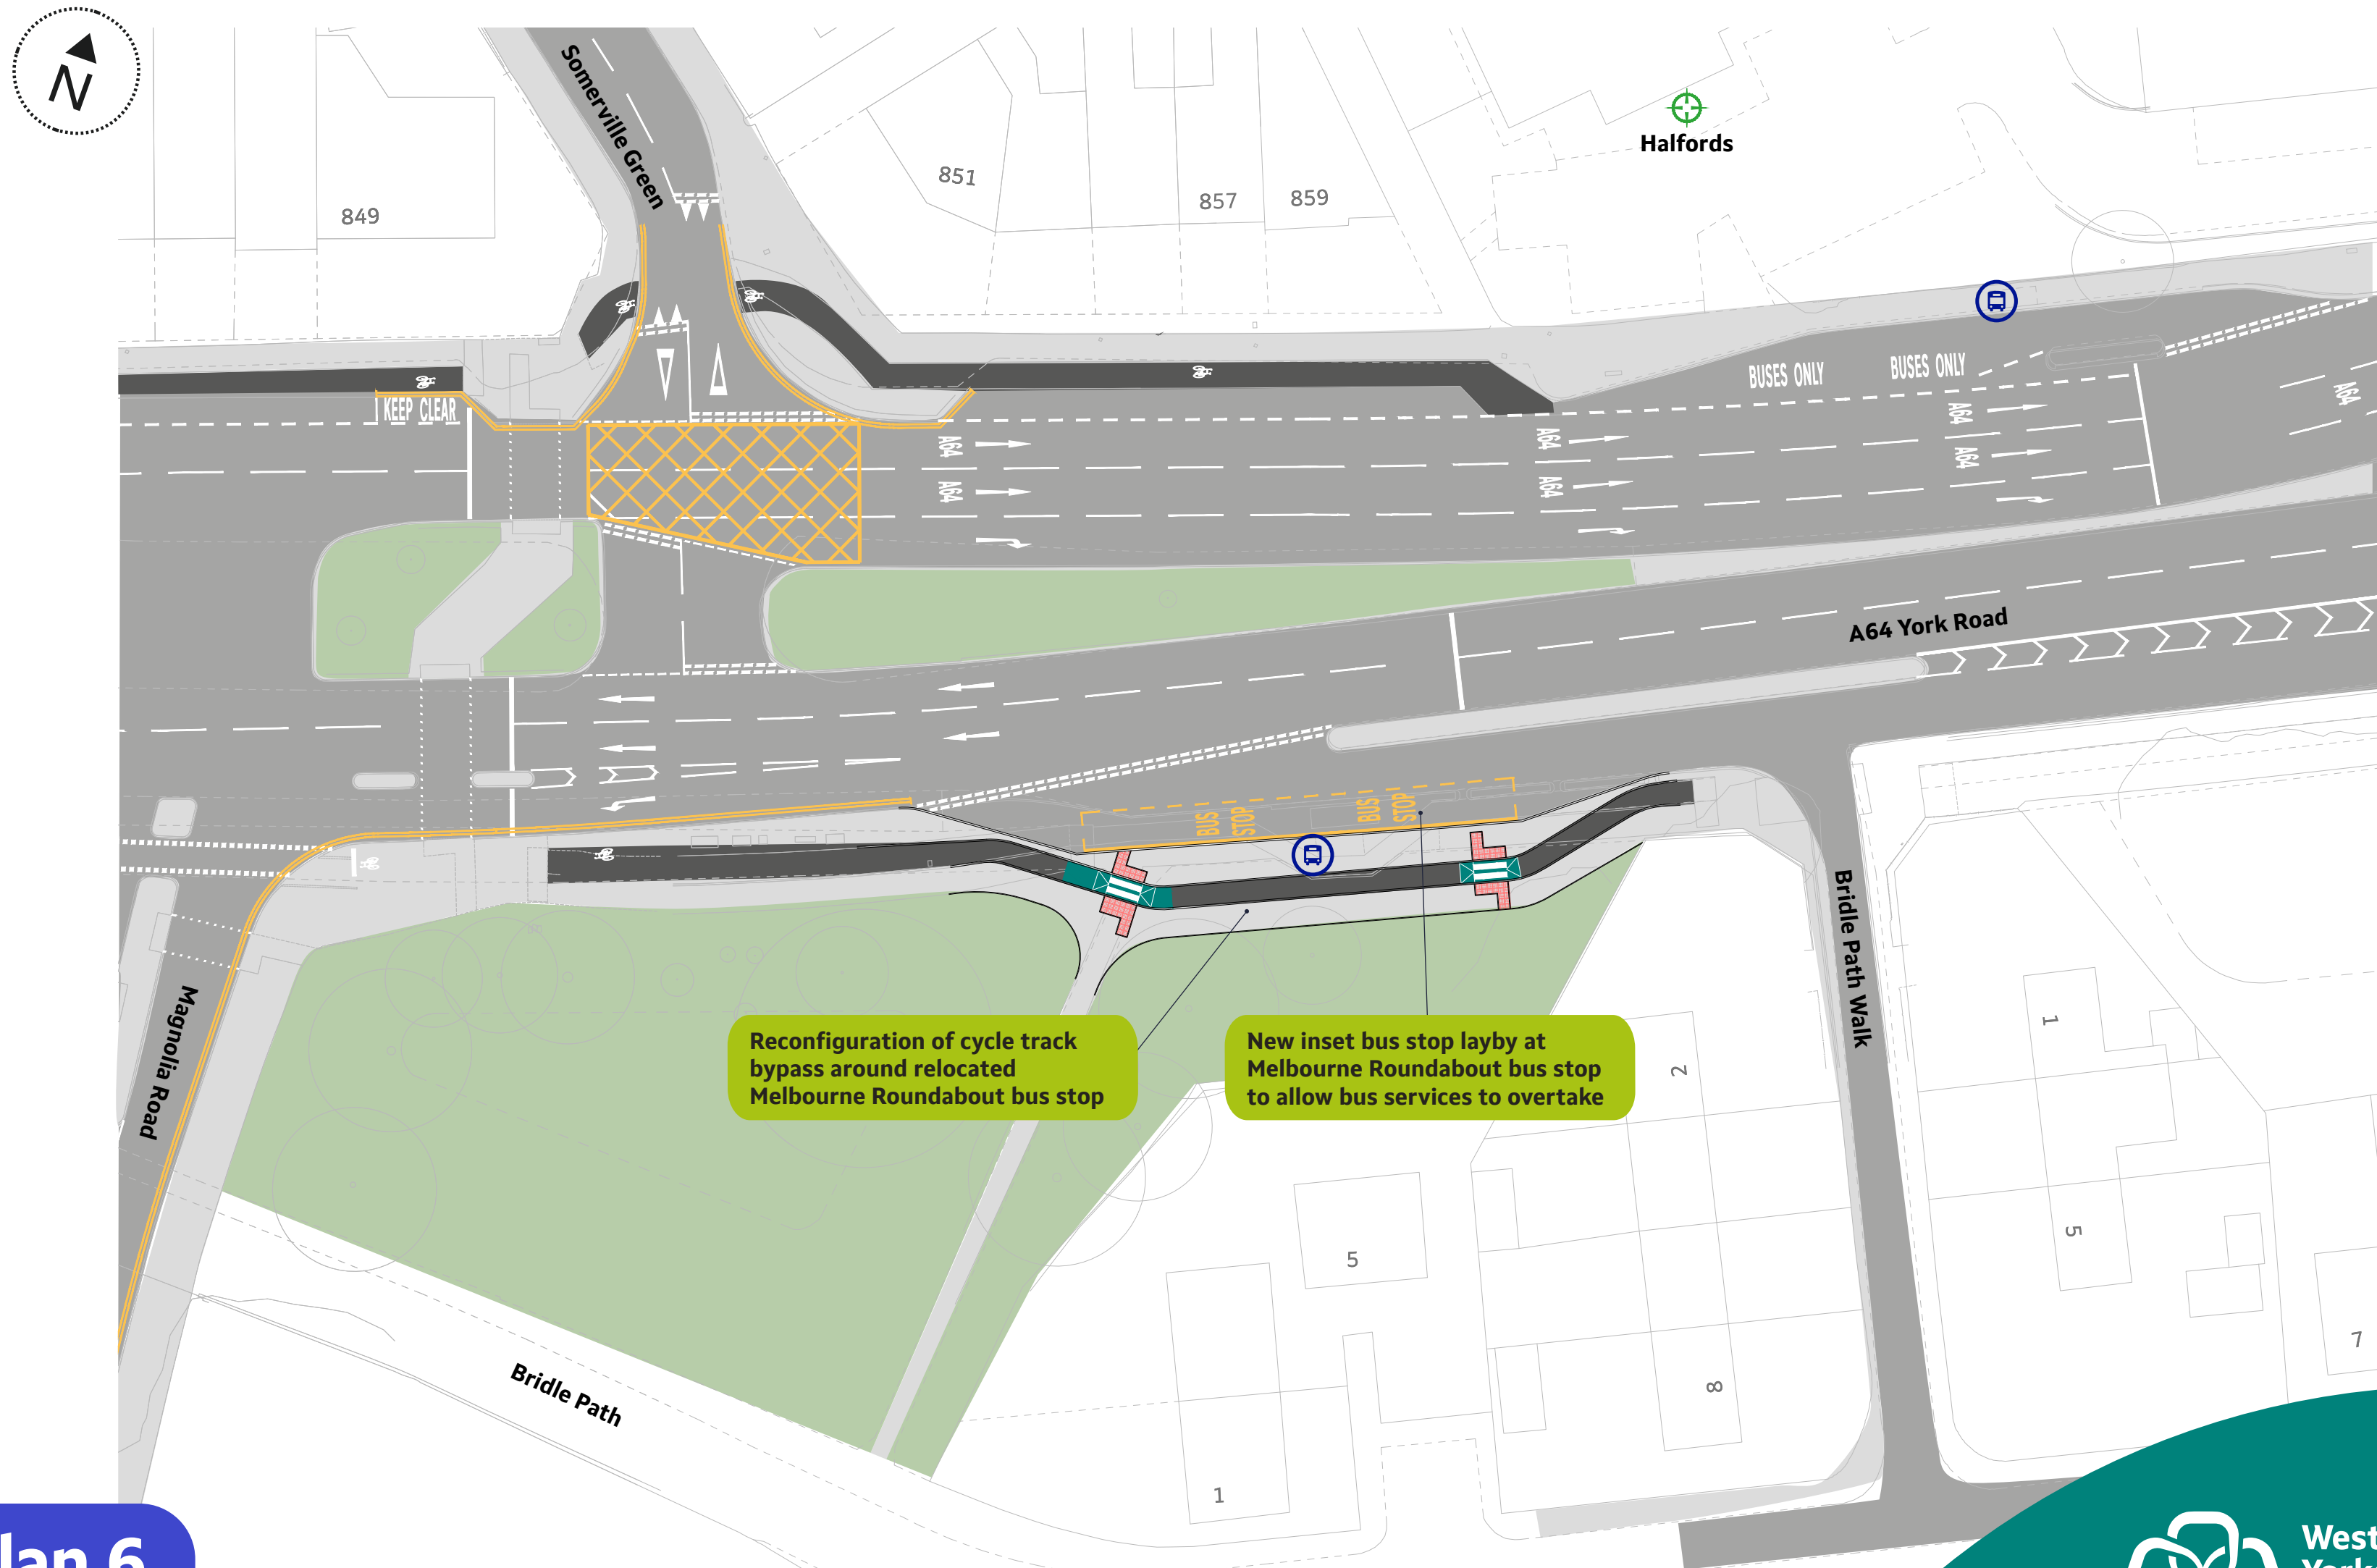 N
Somerville Green
849
851
857
859
Halfords
KEEP CLEAR
BUSES ONLY
BUSES ONLY
A64
A64
A64
A64
A64
A64
A64
A64 York Road
BUS
STOP
BUS
STOP
Magnolia Road
Bridle Path Walk
Reconfiguration of cycle track
bypass around relocated
Melbourne Roundabout bus stop
New inset bus stop layby at
Melbourne Roundabout bus stop
to allow bus services to overtake
2
1
5
5
8
7
1
Bridle Path
lan 6
West